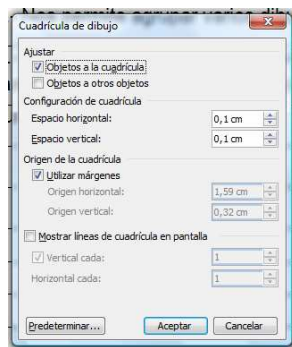 Cuadrícula de dibujo
Ajustar
Objetos a la cuadrícula
Objetos a otros objetos
Configuración de cuadrícula
Espacio horizontal: 0,1 cm
Espacio vertical: 0,1 cm
Origen de la cuadrícula
Utilizar márgenes
Origen horizontal: 1,59 cm
Origen vertical: 0,32 cm
Mostrar líneas de cuadrícula en pantalla
Vertical cada: 1
Horizontal cada: 1
Predeterminar... Aceptar Cancelar